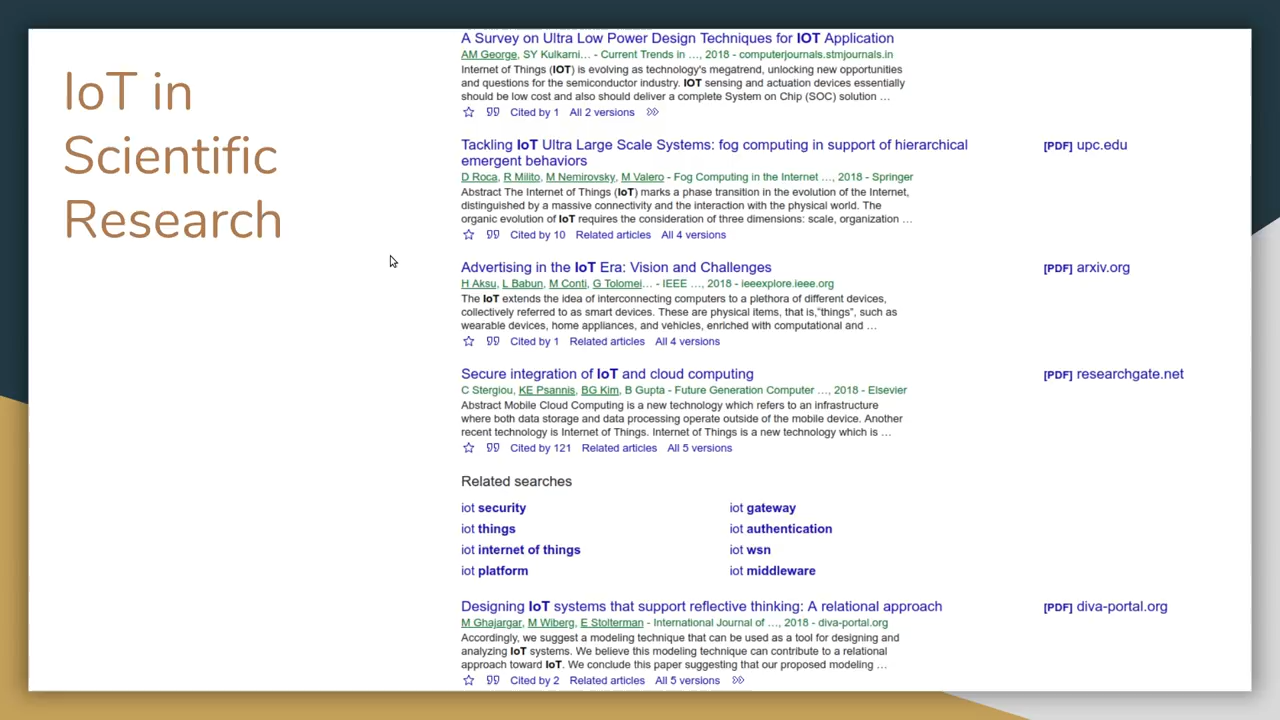 IoT in
Scientific
Research
A Survey on Ultra Low Power Design Techniques for IOT Application
AM George, SY Kulkarni… - Current Trends in …, 2018 - computerjournals.stmjournals.in
Internet of Things (IOT) is evolving as technology's megatrend, unlocking new opportunities
and questions for the semiconductor industry. IOT sensing and actuation devices essentially
should be low cost and also should deliver a complete System on Chip (SOC) solution …
Cited by 1 All 2 versions
Tackling IoT Ultra Large Scale Systems: fog computing in support of hierarchical
emergent behaviors
[PDF] upc.edu
D Roca, R Milito, M Nemirovsky, M Valero - Fog Computing in the Internet …, 2018 - Springer
Abstract The Internet of Things (IoT) marks a phase transition in the evolution of the Internet,
distinguished by a massive connectivity and the interaction with the physical world. The
organic evolution of IoT requires the consideration of three dimensions: scale, organization …
Cited by 10 Related articles All 4 versions
Advertising in the IoT Era: Vision and Challenges
[PDF] arxiv.org
H Aksu, L Babun, M Conti, G Tolomei… - IEEE …, 2018 - ieeexplore.ieee.org
The IoT extends the idea of interconnecting computers to a plethora of different devices,
collectively referred to as smart devices. These are physical items, that is,"things", such as
wearable devices, home appliances, and vehicles, enriched with computational and …
Cited by 1 Related articles All 4 versions
Secure integration of IoT and cloud computing
[PDF] researchgate.net
C Stergiou, KE Psannis, BG Kim, B Gupta - Future Generation Computer …, 2018 - Elsevier
Abstract Mobile Cloud Computing is a new technology which refers to an infrastructure
where both data storage and data processing operate outside of the mobile device. Another
recent technology is Internet of Things. Internet of Things is a new technology which is …
Cited by 121 Related articles All 5 versions
Related searches
iot security
iot gateway
iot things
iot authentication
iot internet of things
iot wsn
iot platform
iot middleware
Designing IoT systems that support reflective thinking: A relational approach
[PDF] diva-portal.org
M Ghajargar, M Wiberg, E Stolterman - International Journal of …, 2018 - diva-portal.org
Accordingly, we suggest a modeling technique that can be used as a tool for designing and
analyzing IoT systems. We believe this modeling technique can contribute to a relational
approach toward IoT. We conclude this paper suggesting that our proposed modeling …
Cited by 2 Related articles All 5 versions